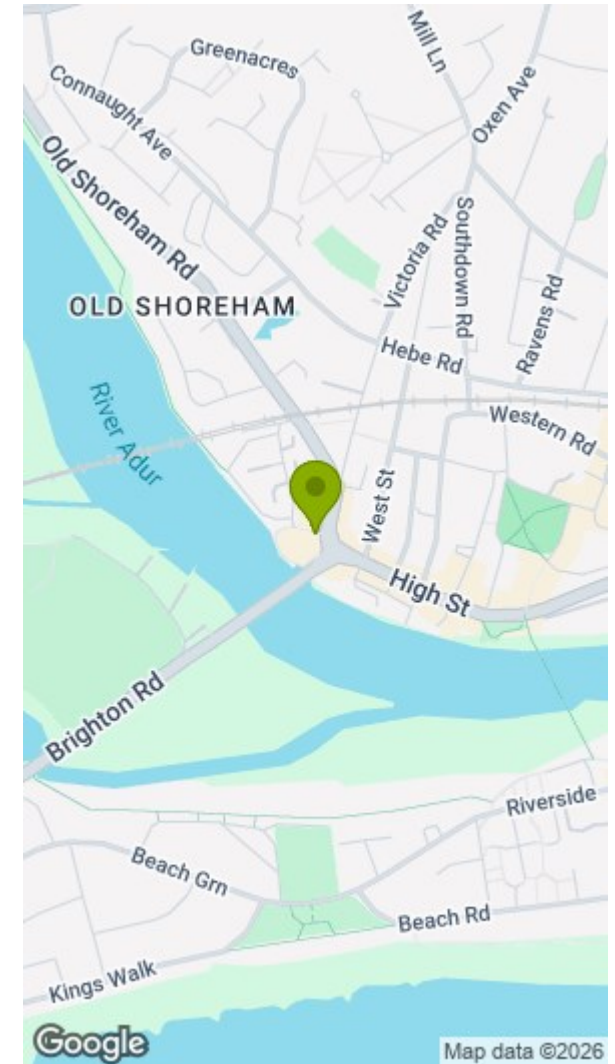 Greenacres
Mill Ln
Connaught Ave
Oxen Ave
Old Shoreham Rd
Victoria Rd
Southdown Rd
OLD SHOREHAM
Ravens Rd
Hebe Rd
River Adur
Western Rd
West St
High St
Brighton Rd
Riverside
Beach Grn
Beach Rd
Kings Walk
Google
Map data ©2026